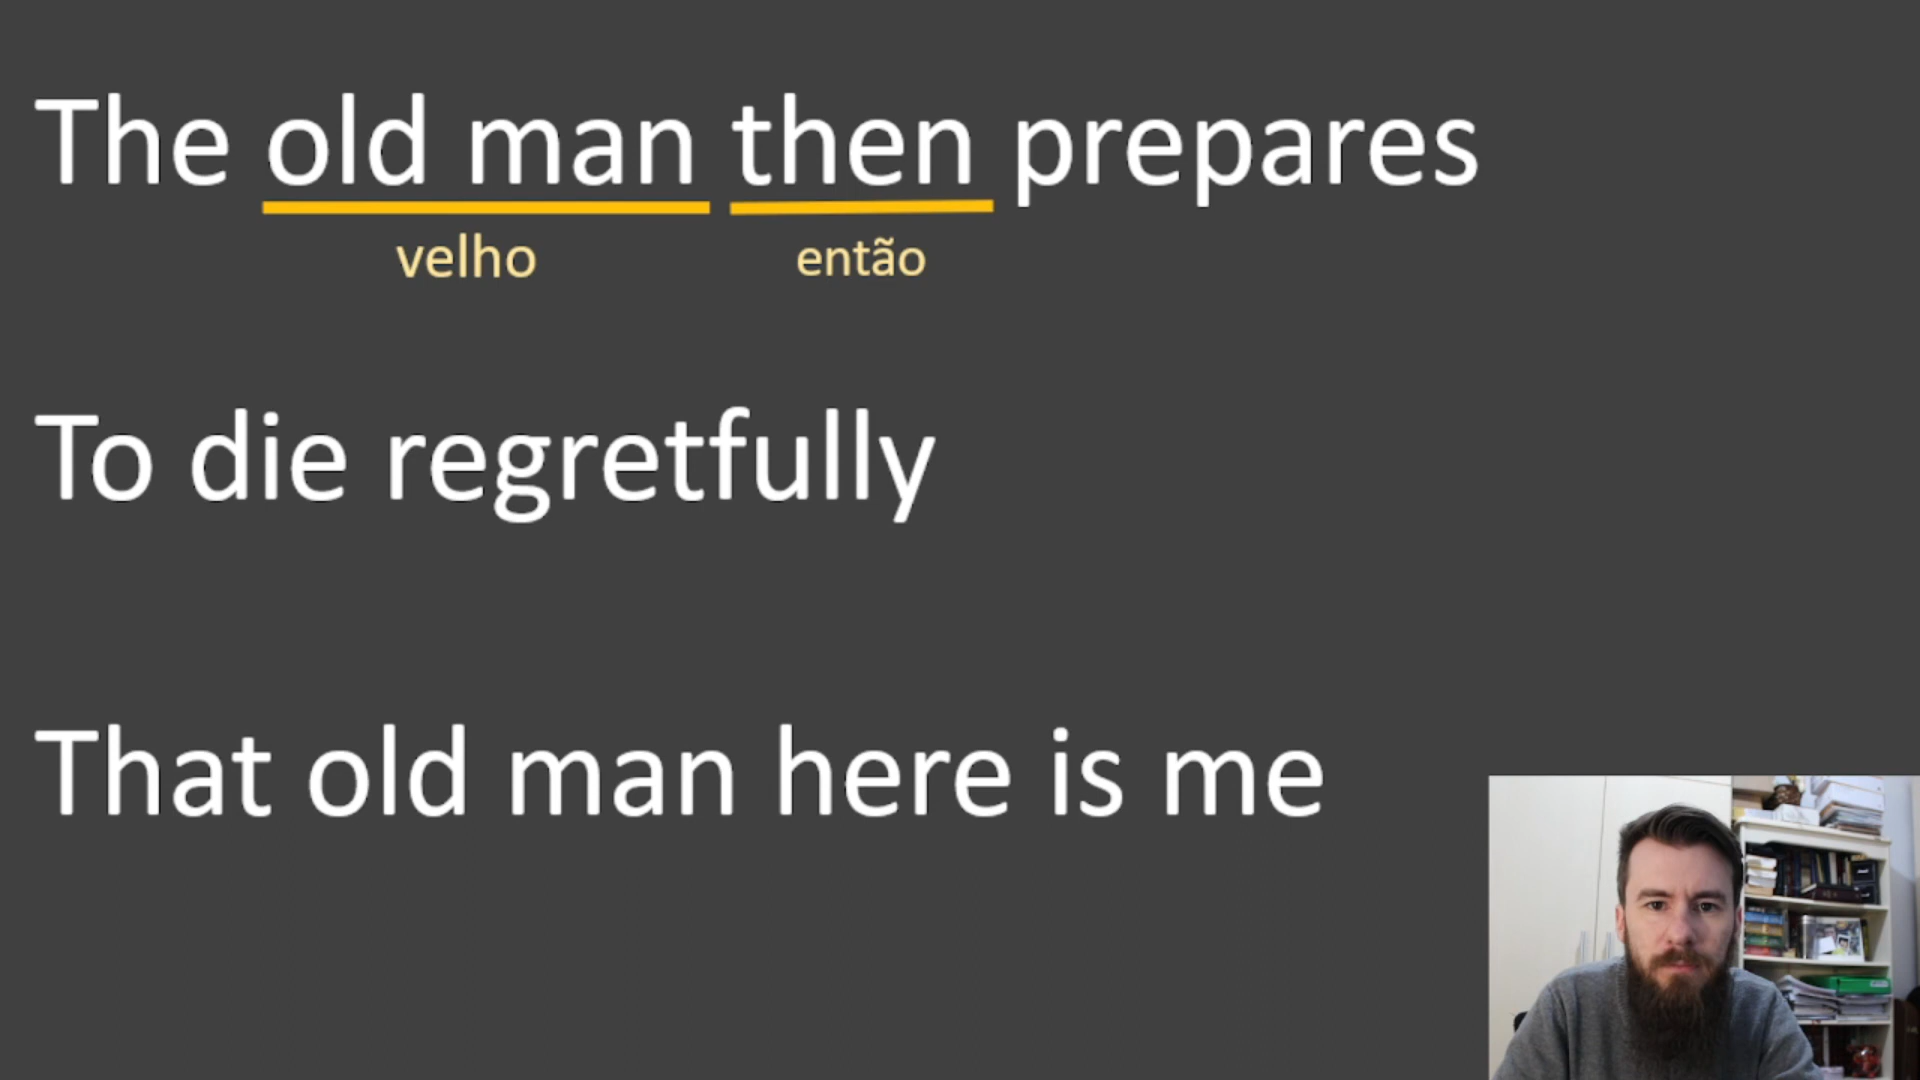 The old man then prepares
velho então
To die regretfully
That old man here is me